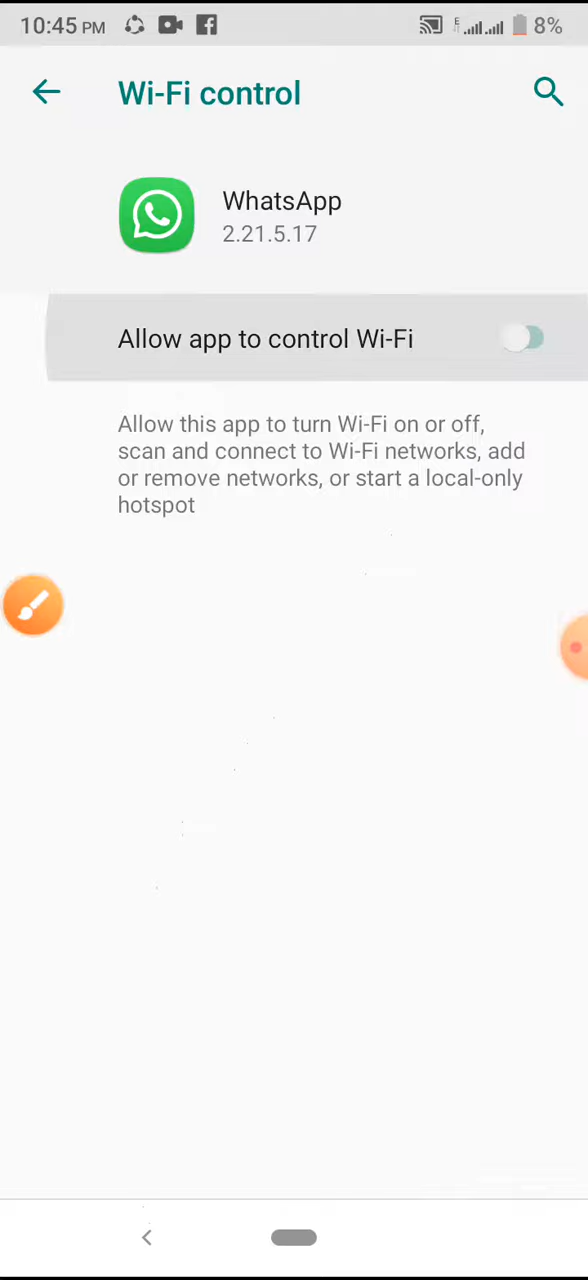 10:45 PM 8%
Wi-Fi control
WhatsApp
2.21.5.17
Allow app to control Wi-Fi
Allow this app to turn Wi-Fi on or off,
scan and connect to Wi-Fi networks, add
or remove networks, or start a local-only
hotspot